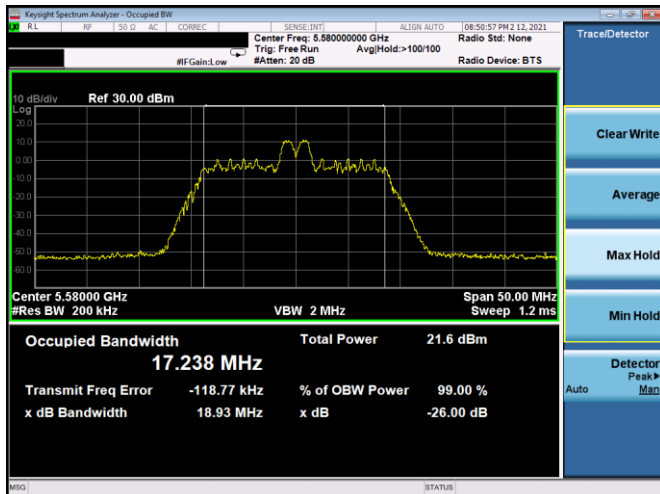 Keysight Spectrum Analyzer - Occupied BW
RL RF 50 Ω AC CORREC SENSE:INT ALIGN AUTO 08:50:57 PM 2 12, 2021
Center Freq: 5.580000000 GHz Radio Std: None
Trig: Free Run Avg|Hold:>100/100
#IFGain:Low #Atten: 20 dB Radio Device: BTS
Trace/Detector
10 dB/div Ref 30.00 dBm
Log
20.0
10.0
0.00
-10.0
-20.0
-30.0
-40.0
-50.0
-60.0
Center 5.58000 GHz Span 50.00 MHz
#Res BW 200 kHz VBW 2 MHz Sweep 1.2 ms
Occupied Bandwidth Total Power 21.6 dBm
17.238 MHz
Transmit Freq Error -118.77 kHz % of OBW Power 99.00 %
x dB Bandwidth 18.93 MHz x dB -26.00 dB
Clear Write
Average
Max Hold
Min Hold
Detector
Peak▶
Auto Man
MSG STATUS